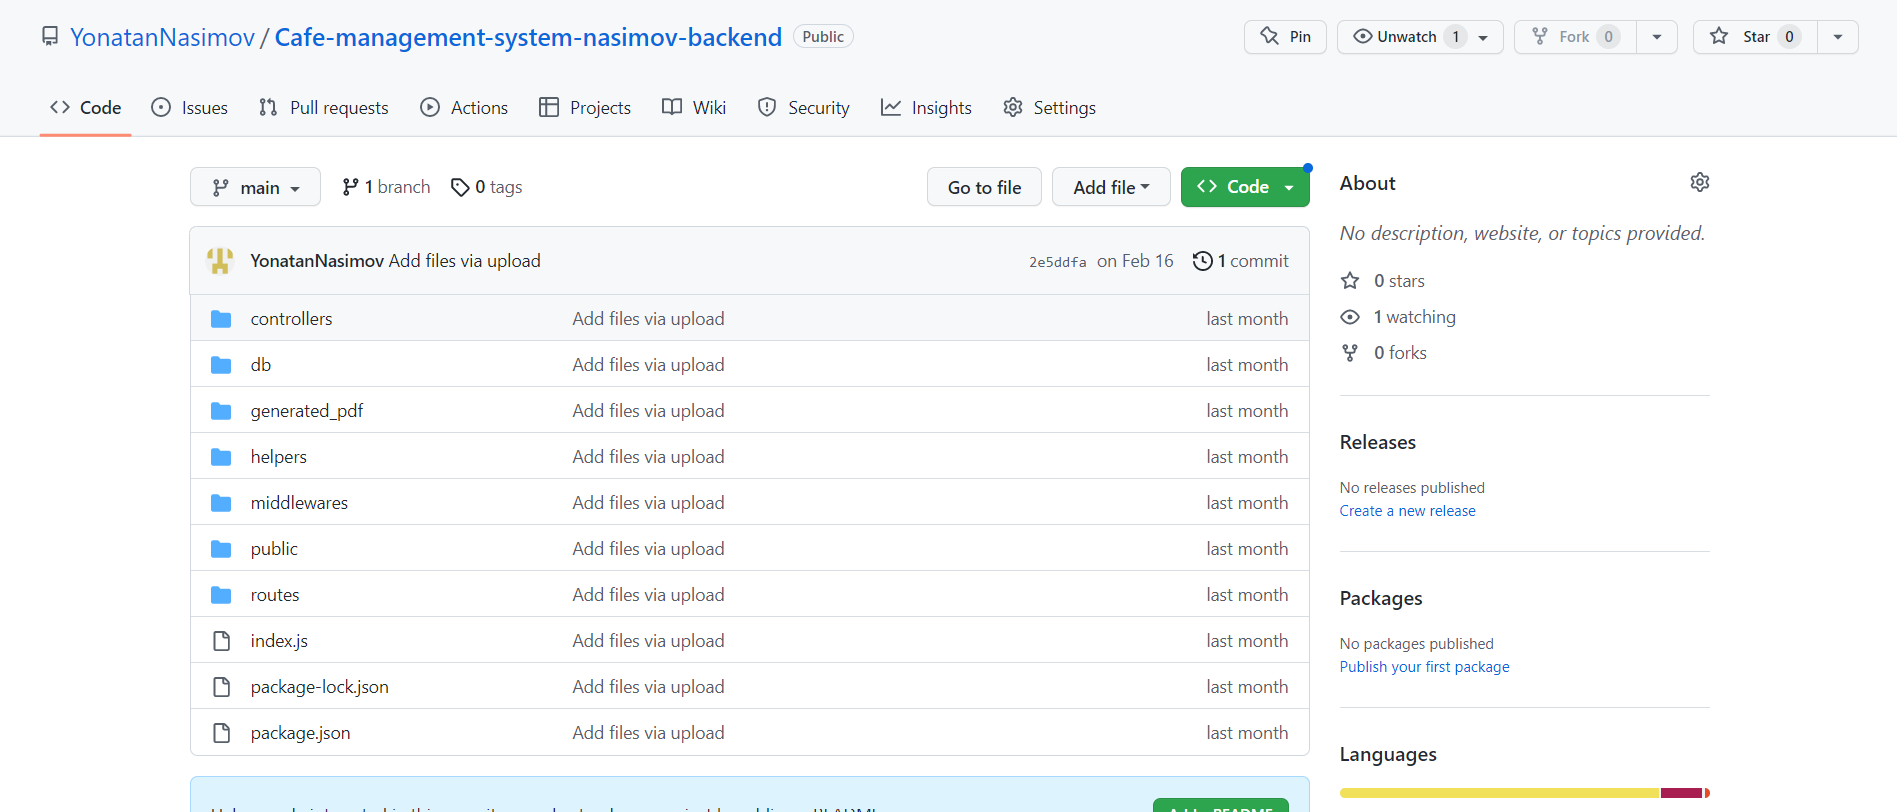 YonatanNasimov / Cafe-management-system-nasimov-backend Public
Pin Unwatch 1 Fork 0 Star 0
Code Issues Pull requests Actions Projects Wiki Security Insights Settings
main 1 branch 0 tags Go to file Add file Code
YonatanNasimov Add files via upload 2e5ddfa on Feb 16 1 commit
controllers Add files via upload last month
db Add files via upload last month
generated_pdf Add files via upload last month
helpers Add files via upload last month
middlewares Add files via upload last month
public Add files via upload last month
routes Add files via upload last month
index.js Add files via upload last month
package-lock.json Add files via upload last month
package.json Add files via upload last month
About
No description, website, or topics provided.
0 stars
1 watching
0 forks
Releases
No releases published
Create a new release
Packages
No packages published
Publish your first package
Languages